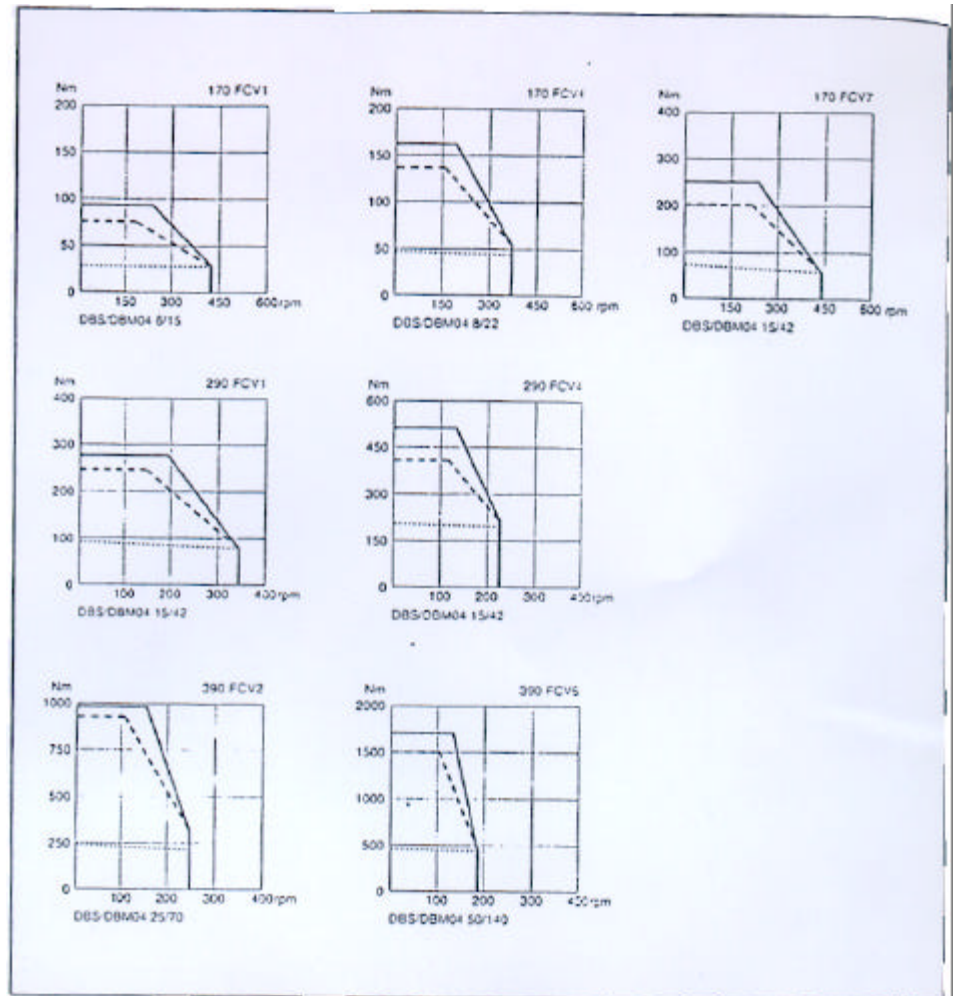 Nm 170 FCV1
200
150
100
50
0
150 300 450 600 rpm
DBS/DBM04 6/15
Nm 170 FCV4
200
150
100
50
0
150 300 450 600 rpm
DBS/DBM04 8/22
Nm 170 FCV7
400
300
200
100
0
150 300 450 600 rpm
DBS/DBM04 15/42
Nm 290 FCV1
400
300
200
100
0
100 200 300 400 rpm
DBS/DBM04 15/42
Nm 290 FCV4
600
450
300
150
0
100 200 300 400 rpm
DBS/DBM04 15/42
Nm 390 FCV2
1000
750
500
250
0
100 200 300 400 rpm
DBS/DBM04 25/70
Nm 390 FCV5
2000
1500
1000
500
0
100 200 300 400 rpm
DBS/DBM04 50/140